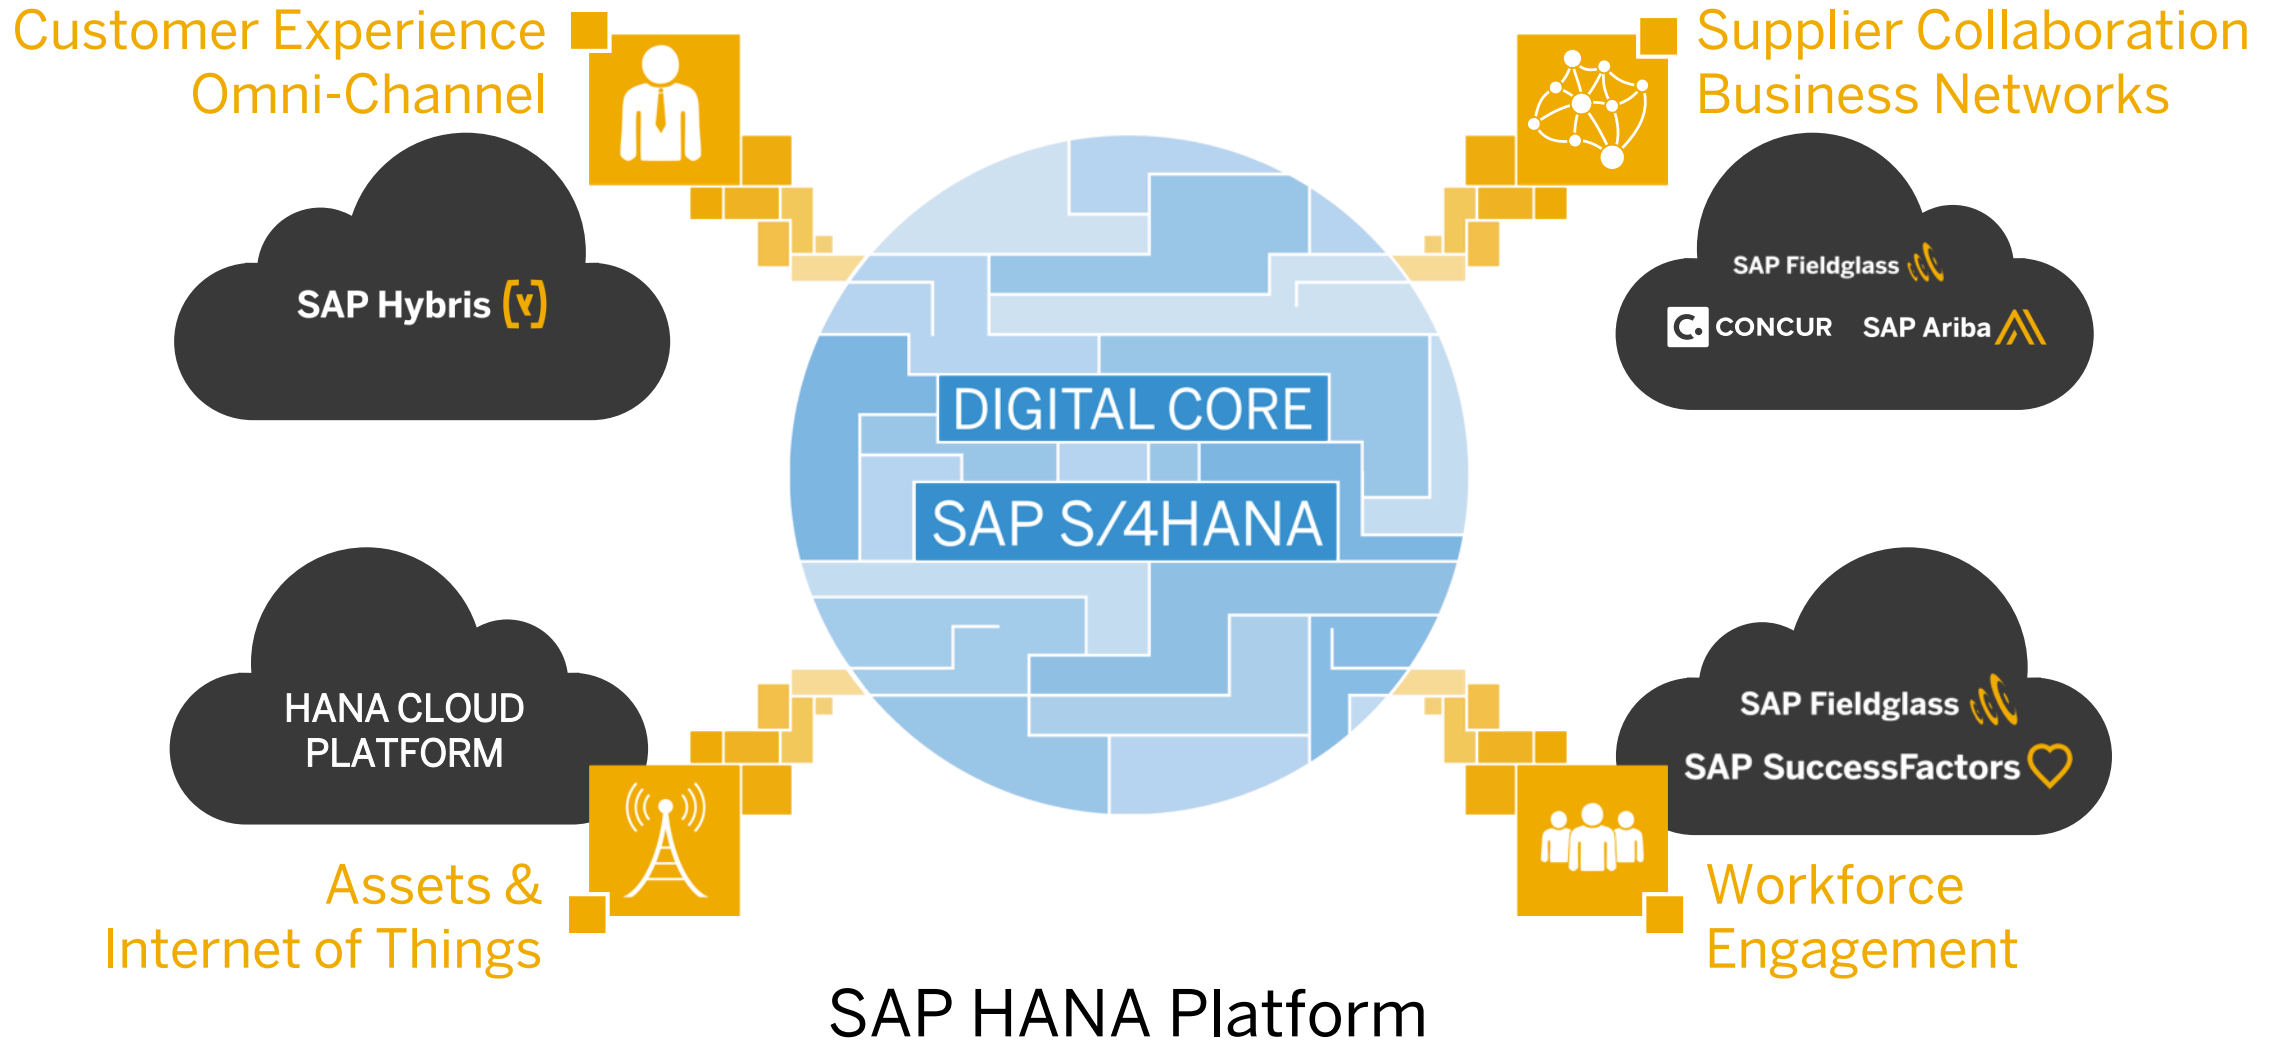 Customer Experience
Omni-Channel
SAP Hybris
Supplier Collaboration
Business Networks
SAP Fieldglass
C. CONCUR SAP Ariba
DIGITAL CORE
SAP S/4HANA
HANA CLOUD
PLATFORM
Assets &
Internet of Things
SAP Fieldglass
SAP SuccessFactors
Workforce
Engagement
SAP HANA Platform